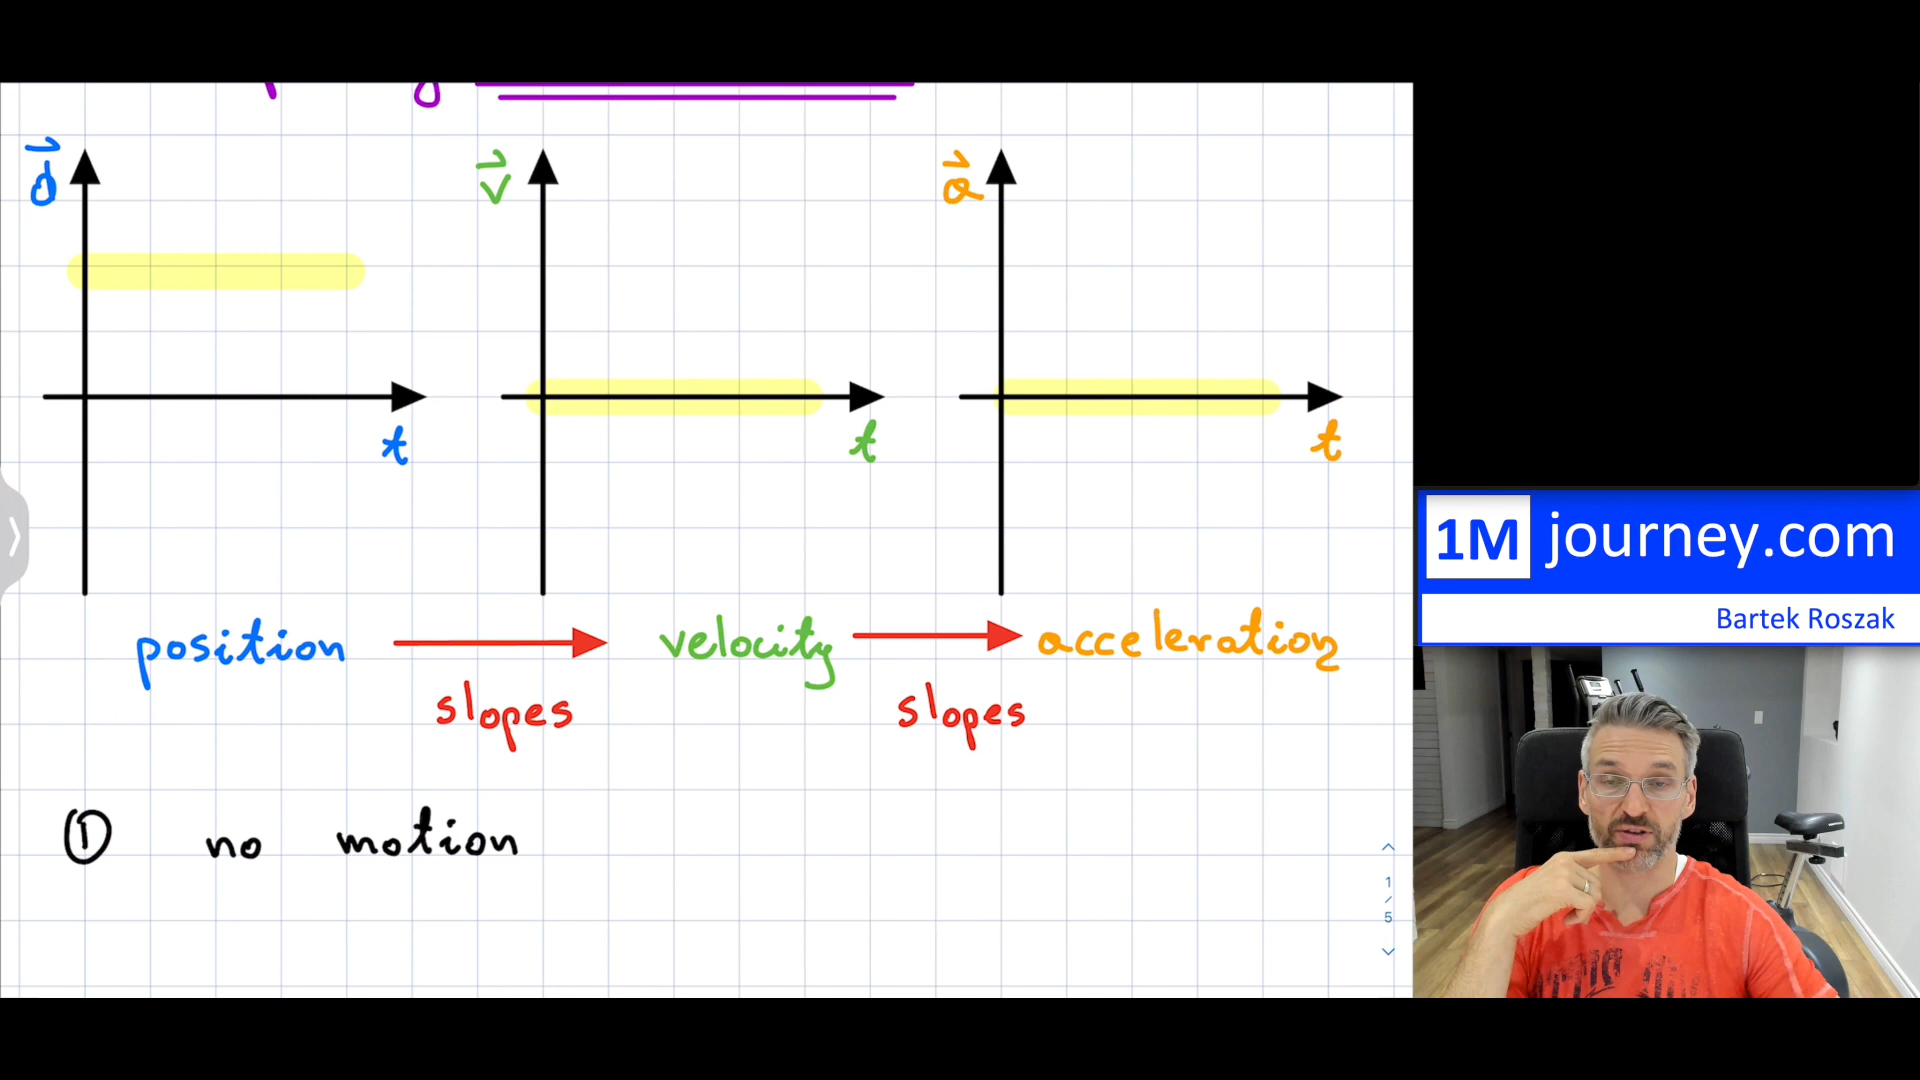 d t
v t
a t
position slopes velocity slopes acceleration
① no motion
1 / 5
1M journey.com
Bartek Roszak